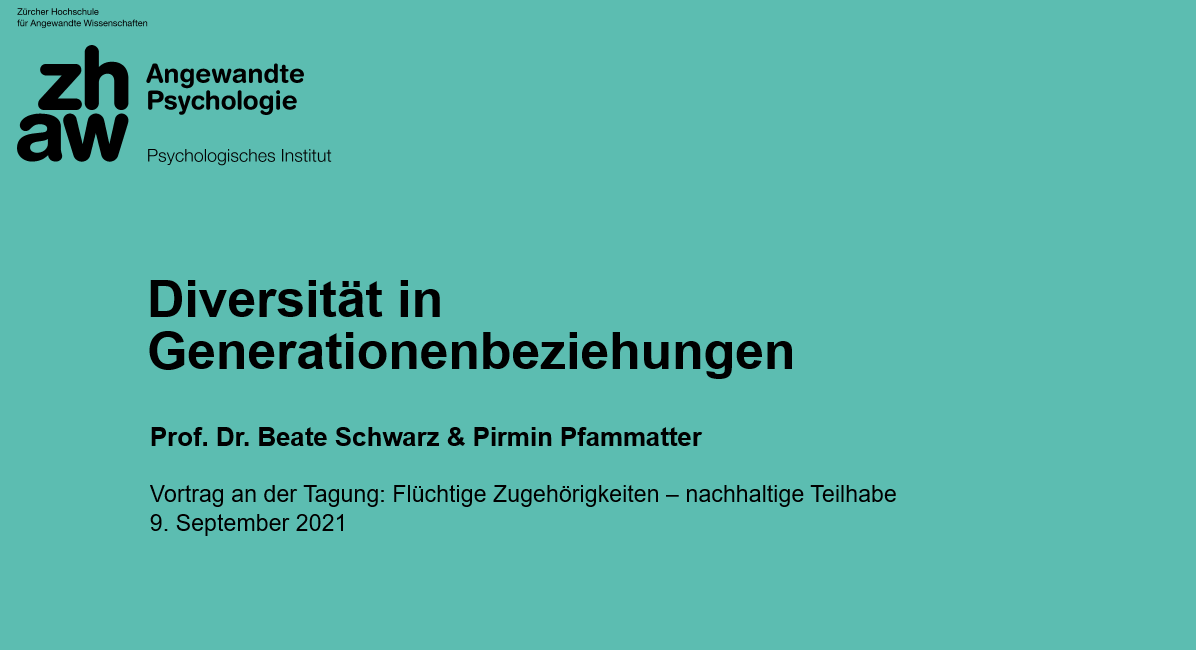 Zürcher Hochschule
für Angewandte Wissenschaften
zh
aw
Angewandte
Psychologie
Psychologisches Institut
Diversität in
Generationenbeziehungen
Prof. Dr. Beate Schwarz & Pirmin Pfammatter
Vortrag an der Tagung: Flüchtige Zugehörigkeiten – nachhaltige Teilhabe
9. September 2021